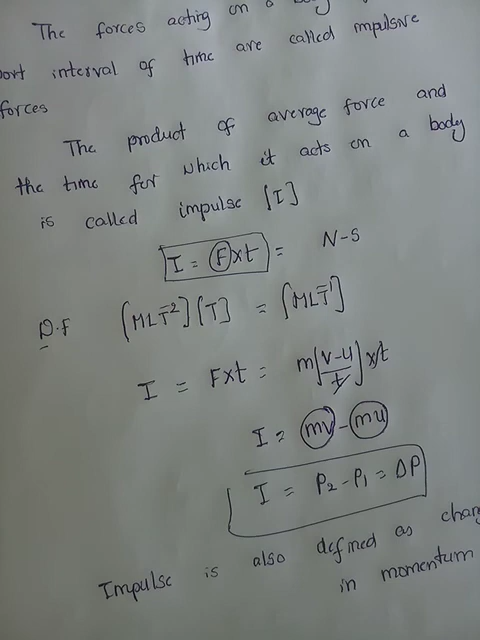 The forces acting on a body
interval of time are called impulsive
forces
The product of average force and
the time for which it acts on a body
is called impulse [I]
I = F×t = N-S
D.F [MLT⁻²][T] = [MLT⁻¹]
I = F×t = m[v-u/t]×t
I = mv - mu
I = P₂ - P₁ = ΔP
Impulse is also defined as
in momentum